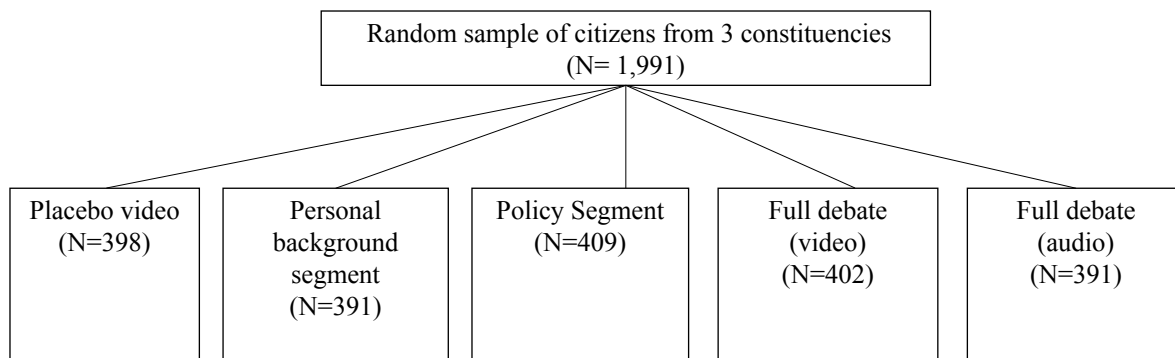 Random sample of citizens from 3 constituencies
(N= 1,991)
Placebo video
(N=398)
Personal
background
segment
(N=391)
Policy Segment
(N=409)
Full debate
(video)
(N=402)
Full debate
(audio)
(N=391)